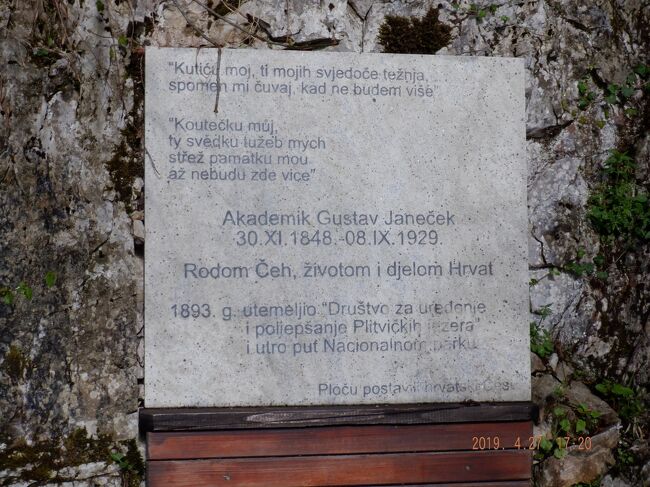 "Kutiću moj, ti mojih svjedoče težnja,
spomen mi čuvaj, kad ne budem više"
"Koutečku můj,
ty svědku tužeb mych
střež památku mou
až nebudu zde více"
Akademik Gustav Janeček
30.XI.1848.-08.IX.1929.
Rodom Čeh, životom i djelom Hrvat
1893. g. utemeljio "Društvo za uređenje
i poljepšanje Plitvičkih jezera"
i utro put Nacionalnom parku
Ploču postavili hrvatski Česi
2019. 4.27 17:20